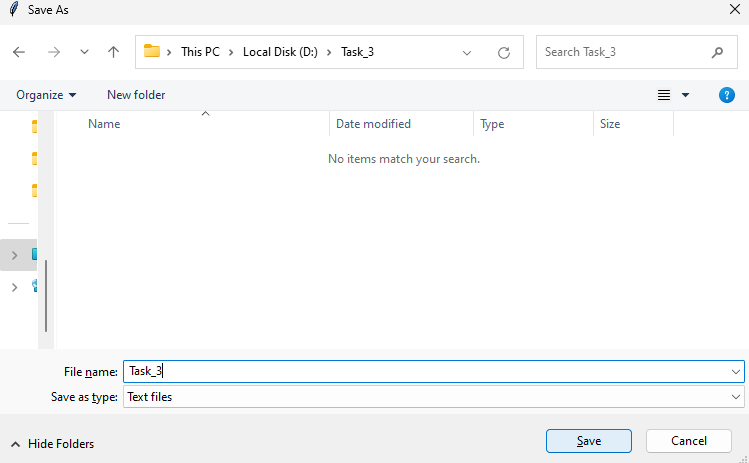 Save As
This PC > Local Disk (D:) > Task_3
Search Task_3
Organize
New folder
?
Name Date modified Type Size
No items match your search.
File name: Task_3
Save as type: Text files
Hide Folders
Save
Cancel